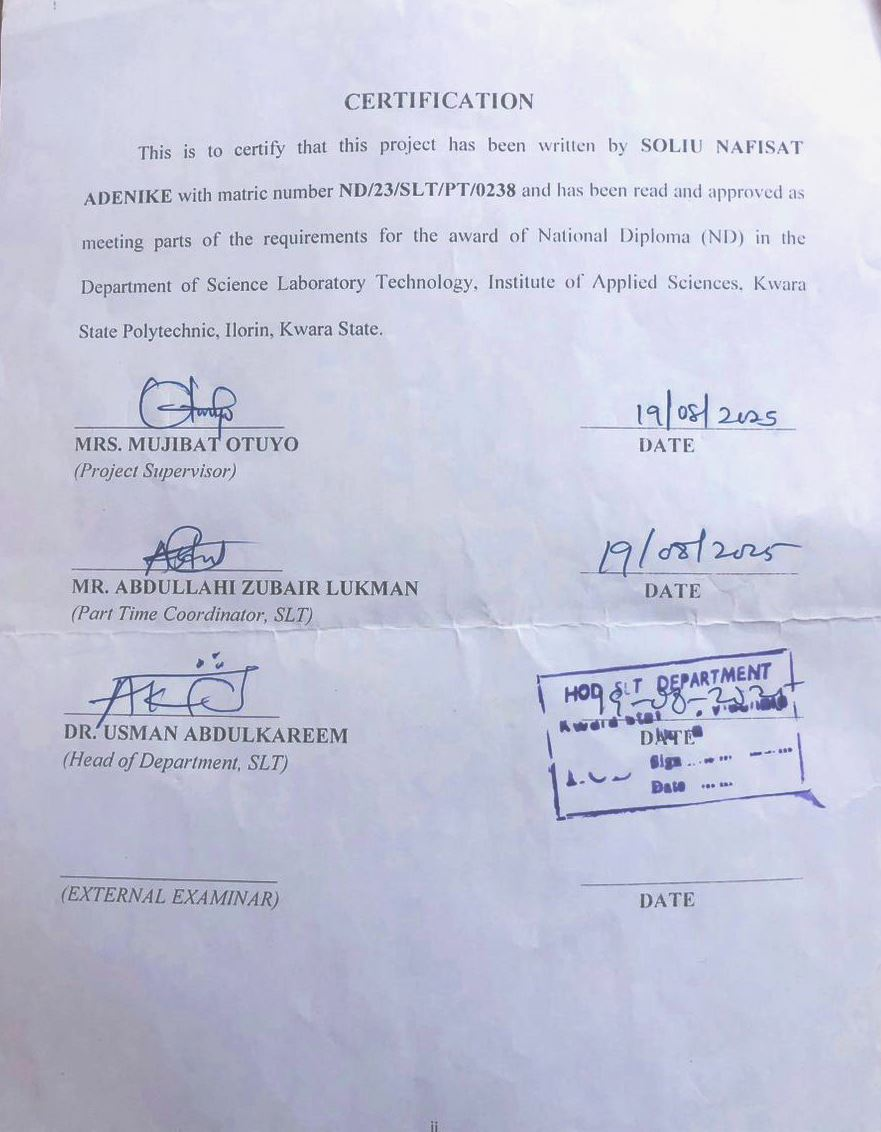 CERTIFICATION
This is to certify that this project has been written by SOLIU NAFISAT
ADENIKE with matric number ND/23/SLT/PT/0238 and has been read and approved as
meeting parts of the requirements for the award of National Diploma (ND) in the
Department of Science Laboratory Technology, Institute of Applied Sciences, Kwara
State Polytechnic, Ilorin, Kwara State.
19/08/2025
MRS. MUJIBAT OTUYO DATE
(Project Supervisor)
19/08/2025
MR. ABDULLAHI ZUBAIR LUKMAN DATE
(Part Time Coordinator, SLT)
HOD SLT DEPARTMENT
DR. USMAN ABDULKAREEM DATE
(Head of Department, SLT) Sign
Date
(EXTERNAL EXAMINAR) DATE
ii